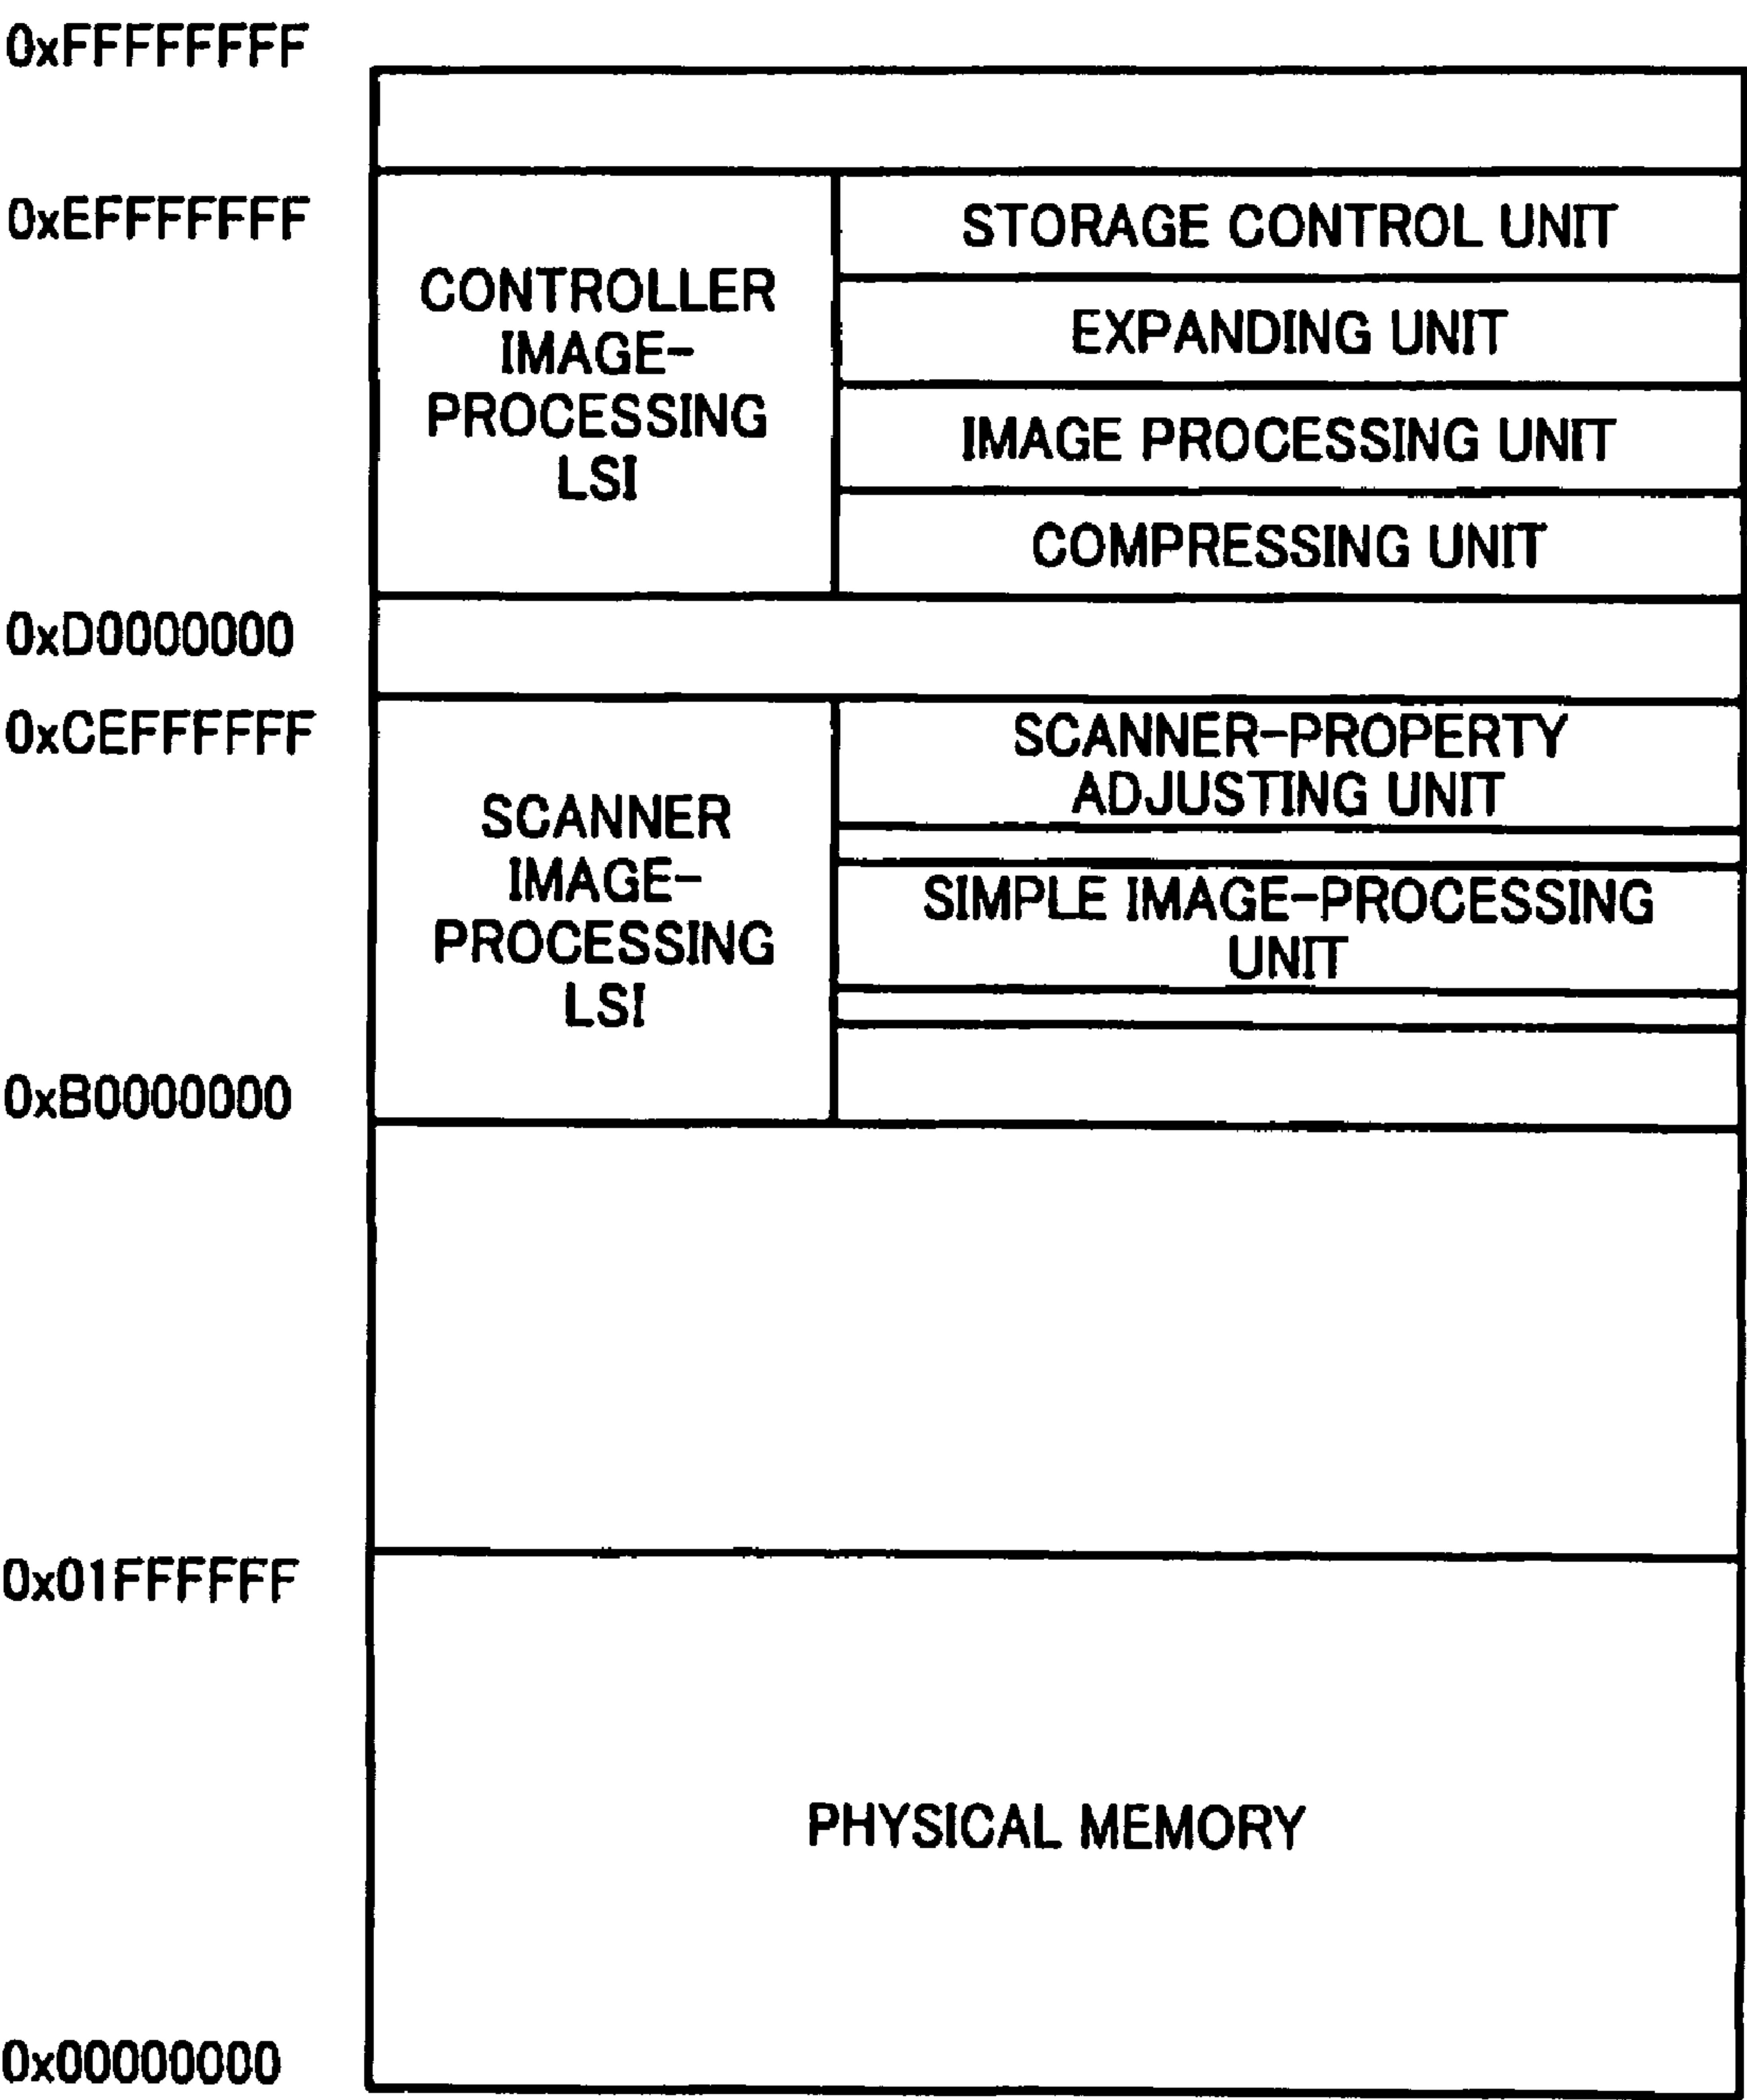 0xFFFFFFFF
0xEFFFFFFF
CONTROLLER
IMAGE-
PROCESSING
LSI
STORAGE CONTROL UNIT
EXPANDING UNIT
IMAGE PROCESSING UNIT
COMPRESSING UNIT
0xD0000000
0xCEFFFFFF
SCANNER
IMAGE-
PROCESSING
LSI
SCANNER-PROPERTY
ADJUSTING UNIT
SIMPLE IMAGE-PROCESSING
UNIT
0xB0000000
0x01FFFFFF
PHYSICAL MEMORY
0x00000000